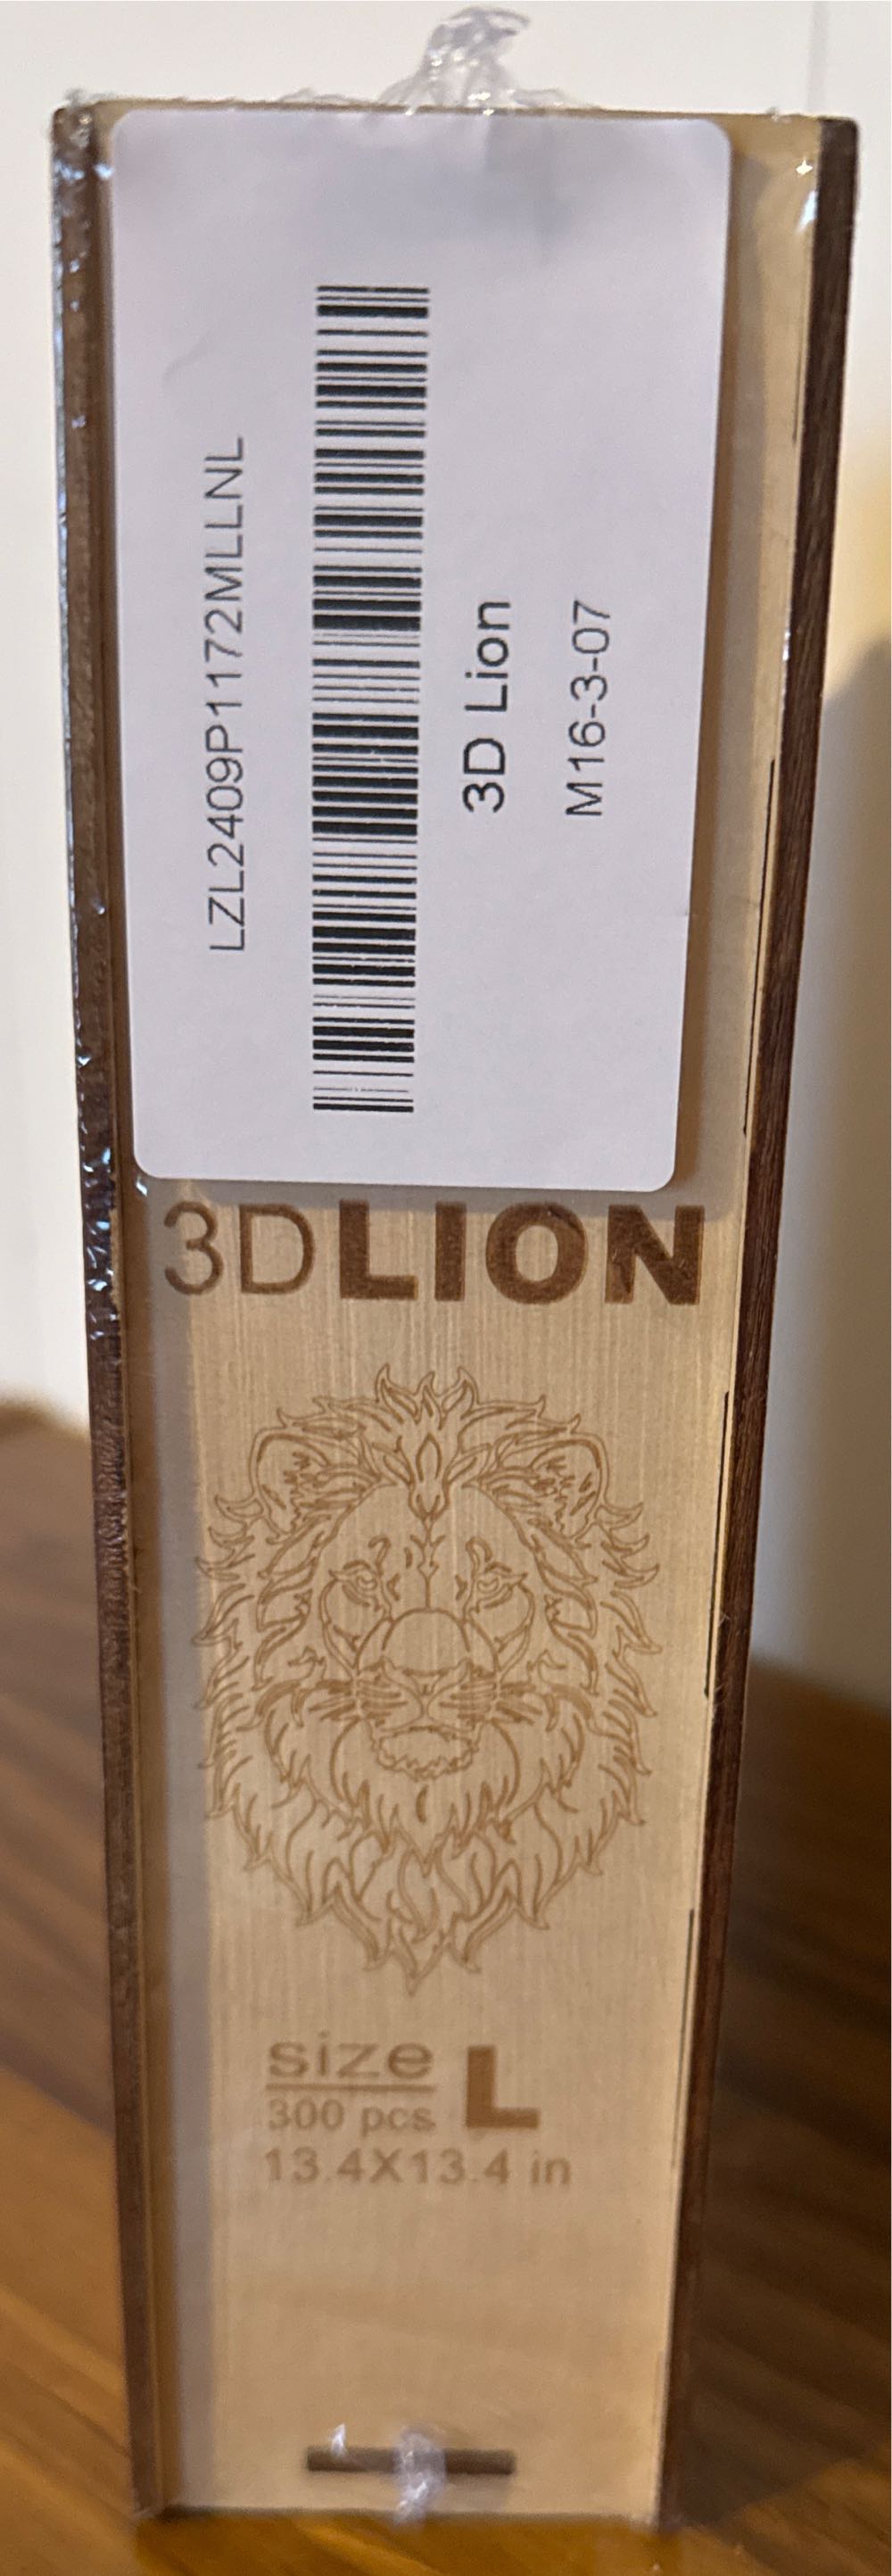 LZL2409P1172MLLNL
3D Lion
M16-3-07
3DLION
size L
300 pcs
13.4X13.4 in